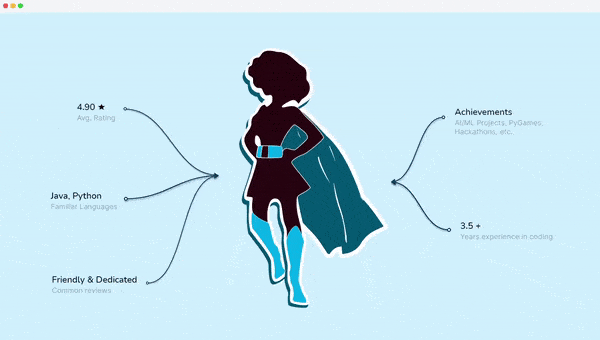 4.90 ★
Avg, Rating
Java, Python
Familiar Languages
Friendly & Dedicated
Common reviews
Achievements
AI/ML Projects, PyGames,
Hackathons, etc.
3.5 +
Years experience in coding